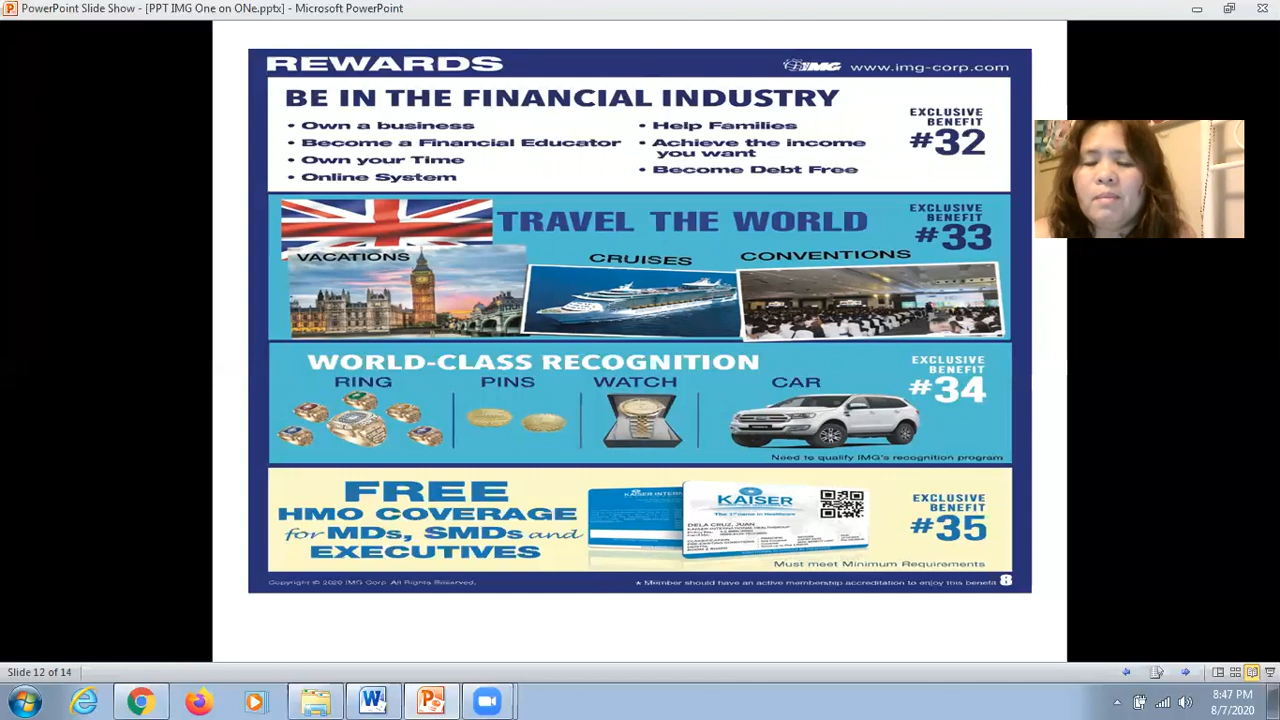 PowerPoint Slide Show - [PPT IMG One on ONe.pptx] - Microsoft PowerPoint
REWARDS
IMG www.img-corp.com
BE IN THE FINANCIAL INDUSTRY
• Own a business
• Become a Financial Educator
• Own your Time
• Online System
• Help Families
• Achieve the income
you want
• Become Debt Free
EXCLUSIVE
BENEFIT
#32
TRAVEL THE WORLD
EXCLUSIVE
BENEFIT
#33
VACATIONS
CRUISES
CONVENTIONS
WORLD-CLASS RECOGNITION
EXCLUSIVE
BENEFIT
#34
RING
PINS
WATCH
CAR
Need to qualify IMG's recognition program
FREE
HMO COVERAGE
for MDs, SMDs and
EXECUTIVES
KAISER
DELA CRUZ, JUAN
EXCLUSIVE
BENEFIT
#35
Must meet Minimum Requirements
Copyright © 2020 IMG Corp. All Rights Reserved.
★ Member should have an active membership accreditation to enjoy this benefit
8
Slide 12 of 14
8:47 PM
8/7/2020